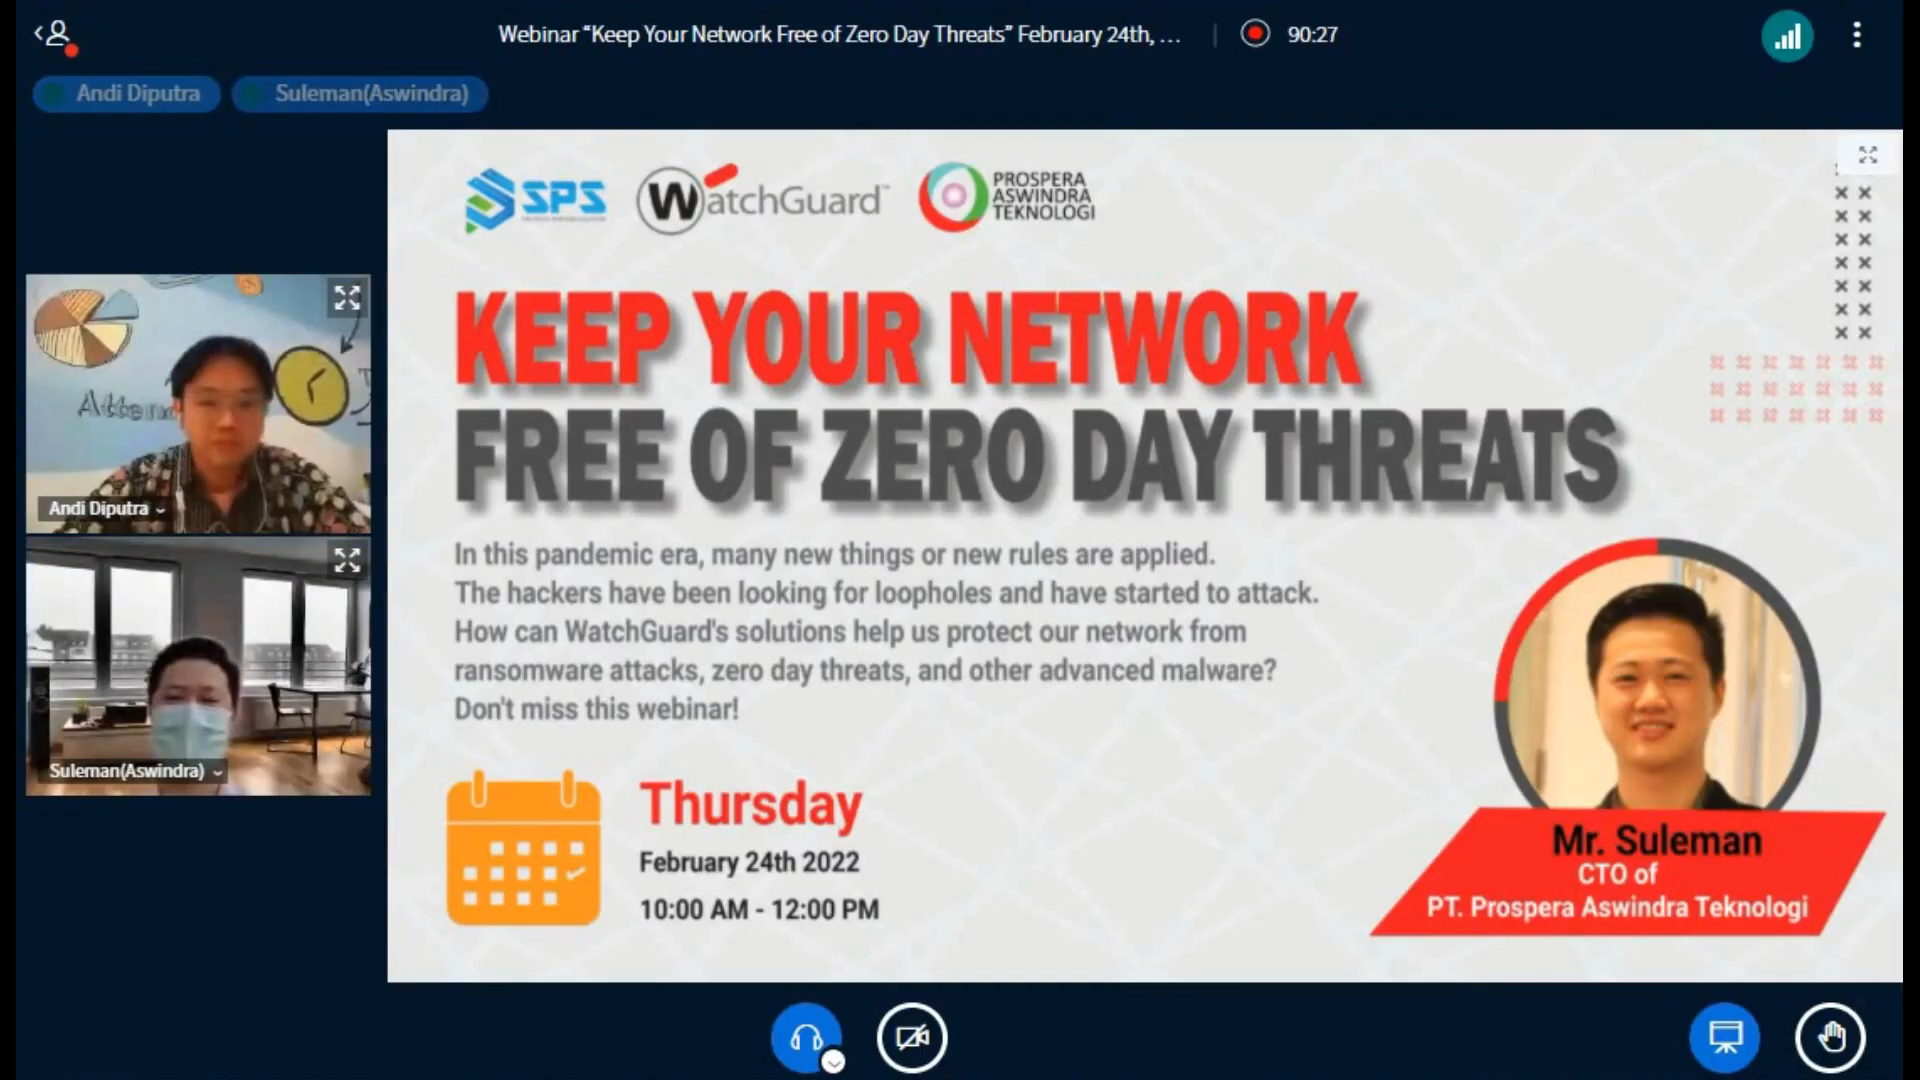 Webinar “Keep Your Network Free of Zero Day Threats” February 24th, ...
90:27
Andi Diputra
Suleman(Aswindra)
SPS
WatchGuard™
PROSPERA
ASWINDRA
TEKNOLOGI
KEEP YOUR NETWORK
FREE OF ZERO DAY THREATS
Andi Diputra
Suleman(Aswindra)
In this pandemic era, many new things or new rules are applied.
The hackers have been looking for loopholes and have started to attack.
How can WatchGuard's solutions help us protect our network from
ransomware attacks, zero day threats, and other advanced malware?
Don't miss this webinar!
Thursday
February 24th 2022
10:00 AM - 12:00 PM
Mr. Suleman
CTO of
PT. Prospera Aswindra Teknologi